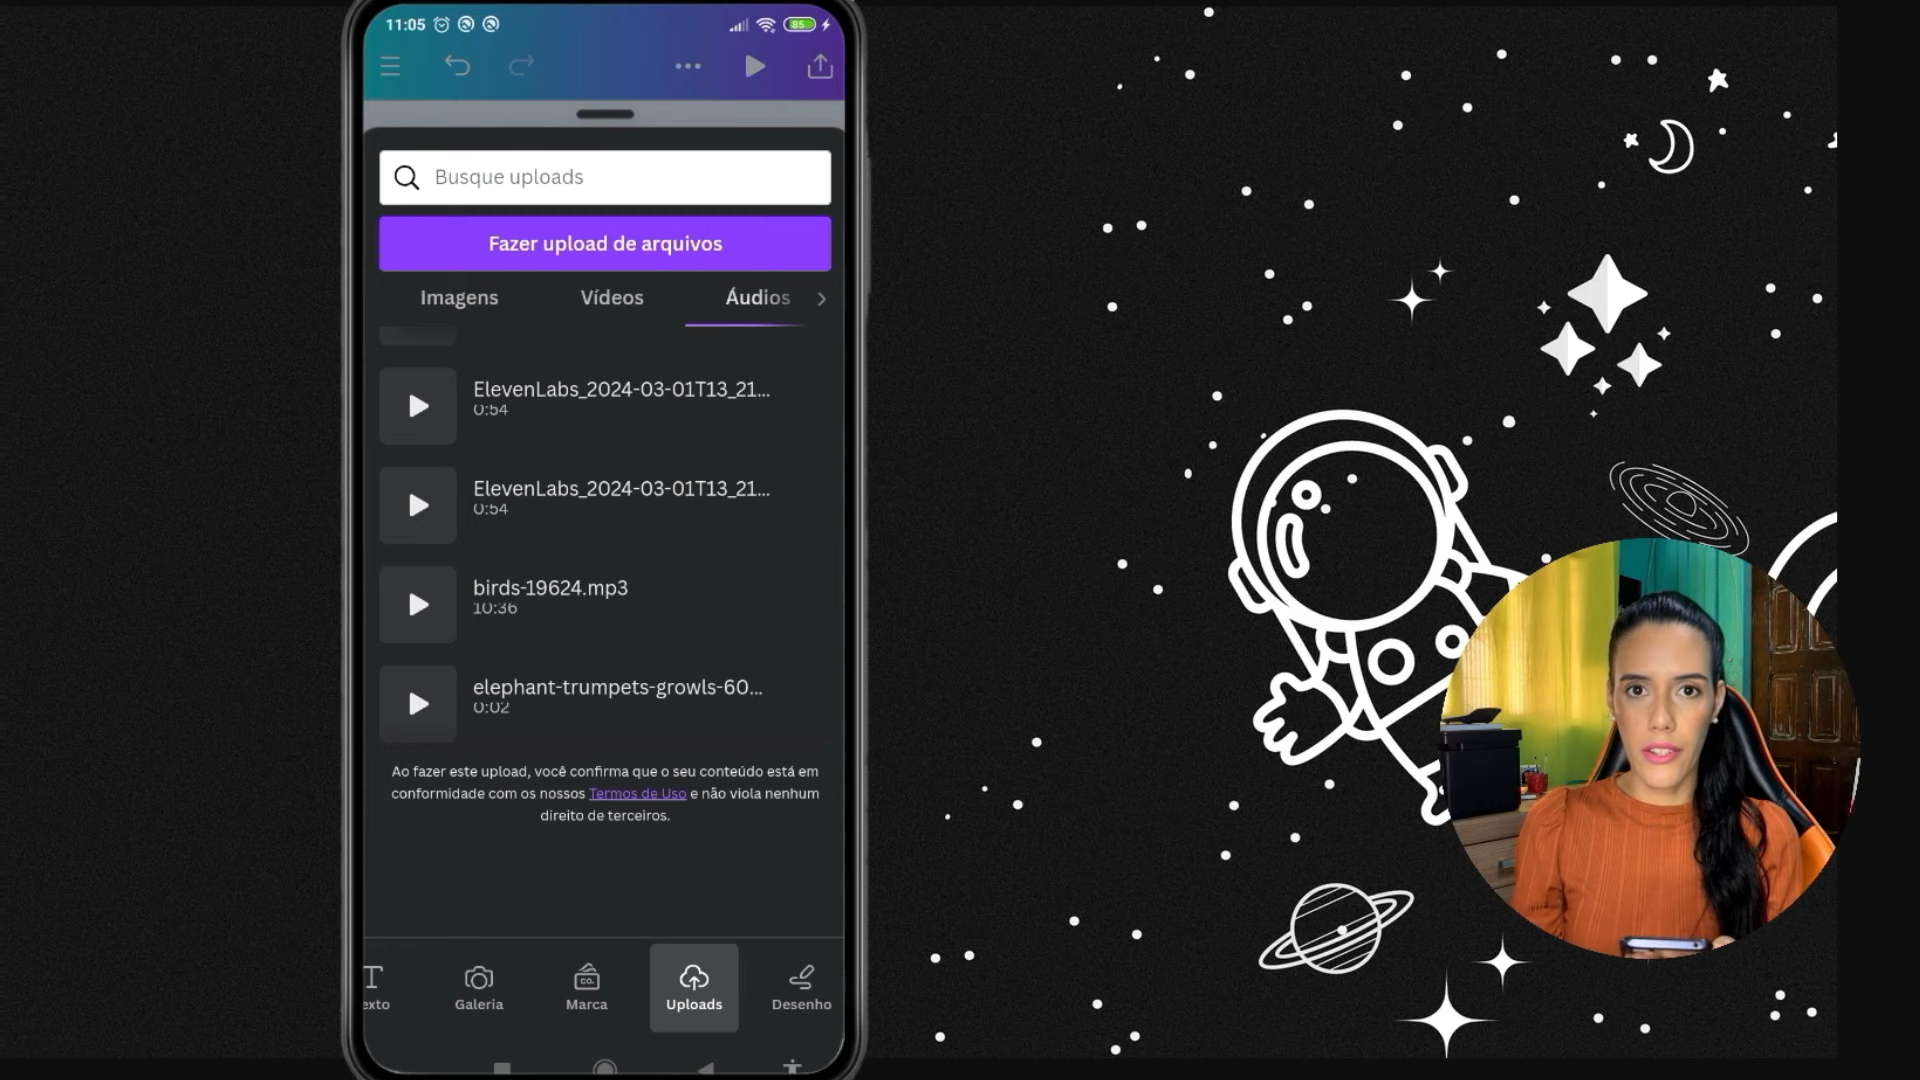 11:05
85
Busque uploads
Fazer upload de arquivos
Imagens
Vídeos
Áudios
ElevenLabs_2024-03-01T13_21...
0:54
ElevenLabs_2024-03-01T13_21...
0:54
birds-19624.mp3
10:36
elephant-trumpets-growls-60...
0:02
Ao fazer este upload, você confirma que o seu conteúdo está em
conformidade com os nossos Termos de Uso e não viola nenhum
direito de terceiros.
CO.
exto
Galeria
Marca
Uploads
Desenho